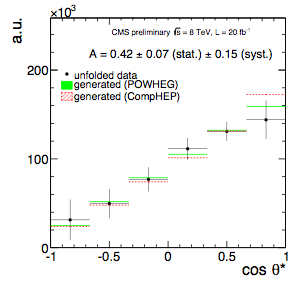 ×10³
a.u.
CMS preliminary √s = 8 TeV, L = 20 fb⁻¹
A = 0.42 ± 0.07 (stat.) ± 0.15 (syst.)
unfolded data
generated (POWHEG)
generated (CompHEP)
200
100
0
-1 -0.5 0 0.5 1
cos θ*